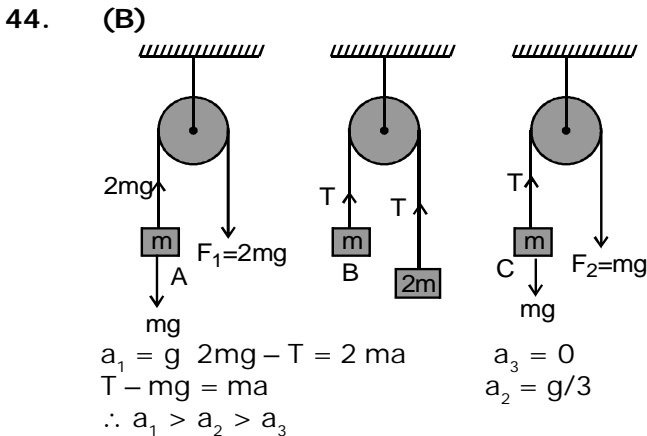 44. (B)
2mg T T T
m F₁=2mg m m F₂=mg
A B 2m C
mg mg
a₁ = g 2mg – T = 2 ma a₃ = 0
T – mg = ma a₂ = g/3
∴ a₁ > a₂ > a₃